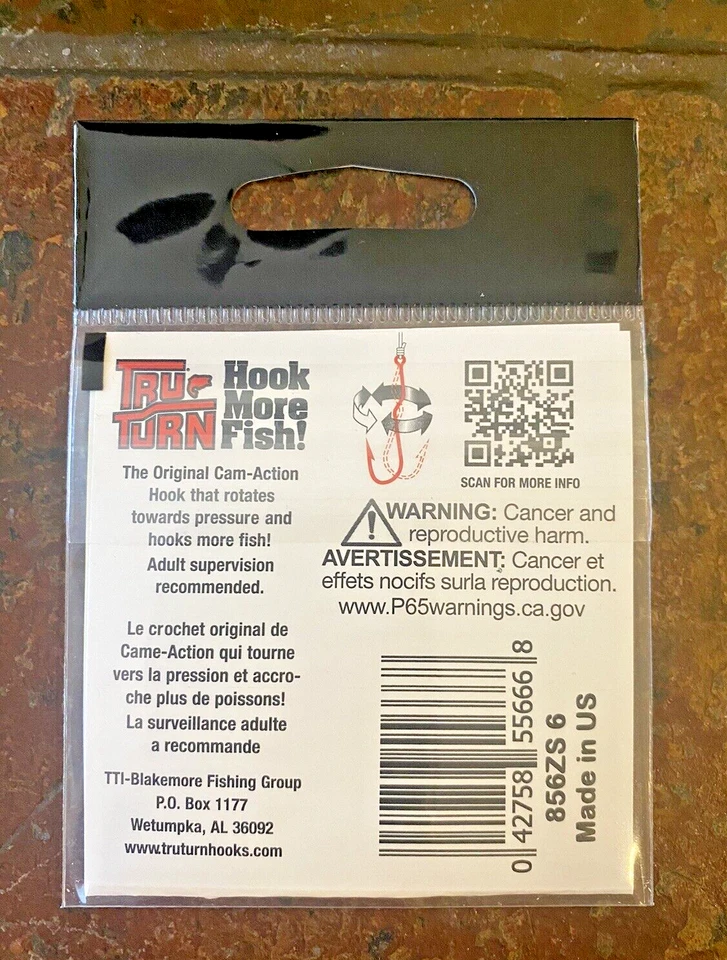 TRU
TURN
Hook
More
Fish!
The Original Cam-Action
Hook that rotates
towards pressure and
hooks more fish!
Adult supervision
recommended.
Le crochet original de
Came-Action qui tourne
vers la pression et accro-
che plus de poissons!
La surveillance adulte
a recommande
TTI-Blakemore Fishing Group
P.O. Box 1177
Wetumpka, AL 36092
www.truturnhooks.com
SCAN FOR MORE INFO
WARNING: Cancer and
reproductive harm.
AVERTISSEMENT: Cancer et
effets nocifs surla reproduction.
www.P65warnings.ca.gov
0 42758 55666 8
856ZS 6
Made in US